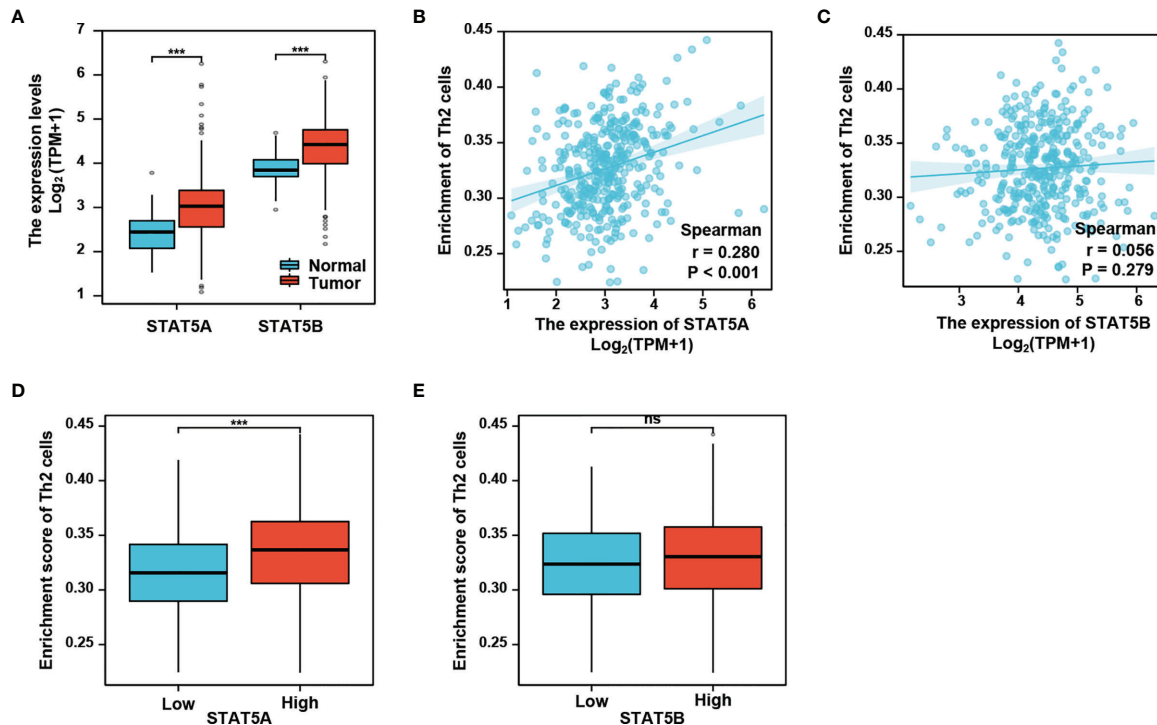 A
The expression levels
Log2 (TPM+1)
7
6
5
4
3
2
1
***
***
Normal
Tumor
STAT5A
STAT5B
B
Enrichment of Th2 cells
0.40
0.35
0.30
0.25
Spearman
r = 0.280
P < 0.001
1
2
3
4
5
6
The expression of STAT5A
Log2(TPM+1)
C
Enrichment of Th2 cells
0.45
0.40
0.35
0.30
0.25
Spearman
r = 0.056
P = 0.279
3
4
5
6
The expression of STAT5B
Log2(TPM+1)
D
Enrichment score of Th2 cells
0.45
0.40
0.35
0.30
0.25
***
Low
High
STAT5A
E
Enrichment score of Th2 cells
0.45
0.40
0.35
0.30
0.25
ns
Low
High
STAT5B